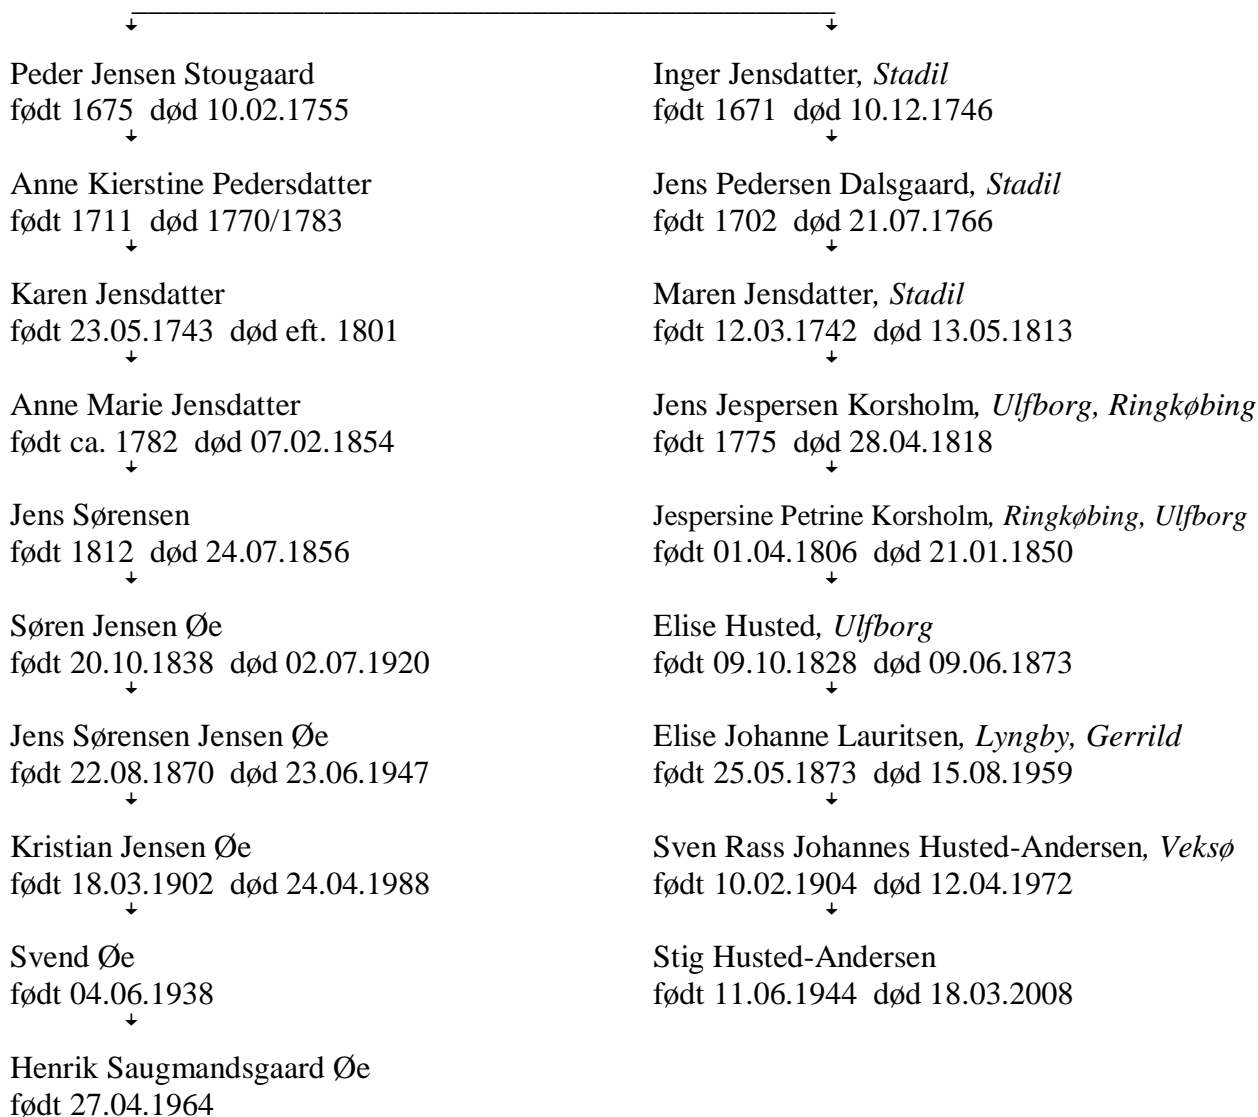 Peder Jensen Stougaard
født 1675 død 10.02.1755
Anne Kierstine Pedersdatter
født 1711 død 1770/1783
Karen Jensdatter
født 23.05.1743 død eft. 1801
Anne Marie Jensdatter
født ca. 1782 død 07.02.1854
Jens Sørensen
født 1812 død 24.07.1856
Søren Jensen Øe
født 20.10.1838 død 02.07.1920
Jens Sørensen Jensen Øe
født 22.08.1870 død 23.06.1947
Kristian Jensen Øe
født 18.03.1902 død 24.04.1988
Svend Øe
født 04.06.1938
Henrik Saugmandsgaard Øe
født 27.04.1964
Inger Jensdatter, Stadil
født 1671 død 10.12.1746
Jens Pedersen Dalsgaard, Stadil
født 1702 død 21.07.1766
Maren Jensdatter, Stadil
født 12.03.1742 død 13.05.1813
Jens Jespersen Korsholm, Ulfborg, Ringkøbing
født 1775 død 28.04.1818
Jespersine Petrine Korsholm, Ringkøbing, Ulfborg
født 01.04.1806 død 21.01.1850
Elise Husted, Ulfborg
født 09.10.1828 død 09.06.1873
Elise Johanne Lauritsen, Lyngby, Gerrild
født 25.05.1873 død 15.08.1959
Sven Rass Johannes Husted-Andersen, Veksø
født 10.02.1904 død 12.04.1972
Stig Husted-Andersen
født 11.06.1944 død 18.03.2008